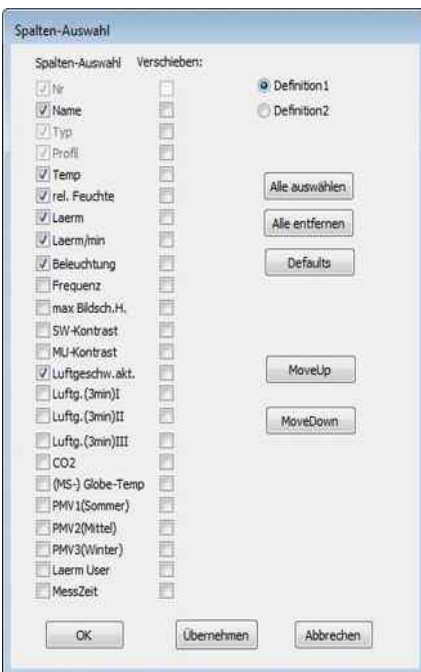 Spalten-Auswahl
Spalten-Auswahl Verschieben:
Nr
Name
Typ
Profil
Temp
rel. Feuchte
Laerm
Laerm/min
Beleuchtung
Frequenz
max Bildsch.H.
SW-Kontrast
MU-Kontrast
Luftgeschw.akt.
Luftg.(3min)I
Luftg.(3min)II
Luftg.(3min)III
CO2
(MS-) Globe-Temp
PMV1(Sommer)
PMV2(Mittel)
PMV3(Winter)
Laerm User
MessZeit
Definition1
Definition2
Alle auswählen
Alle entfernen
Defaults
MoveUp
MoveDown
OK Übernehmen Abbrechen